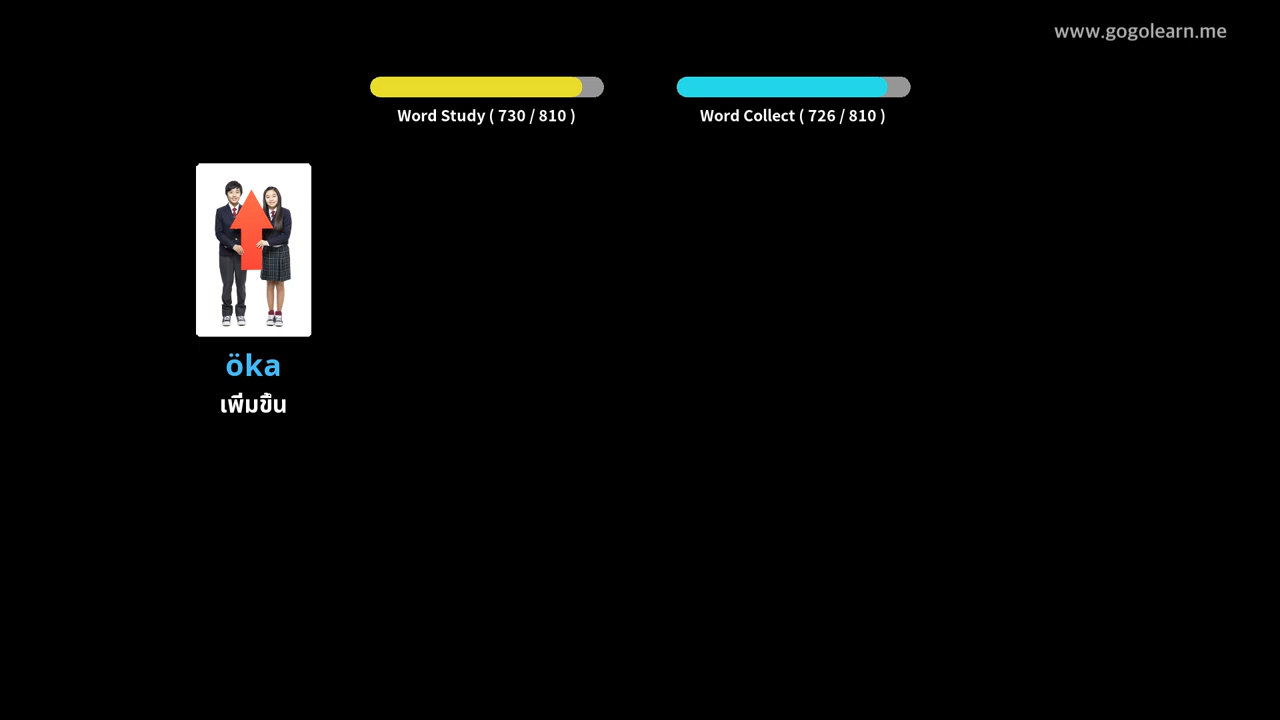 www.gogolearn.me
Word Study ( 730 / 810 )
Word Collect ( 726 / 810 )
öka
เพิ่มขึ้น